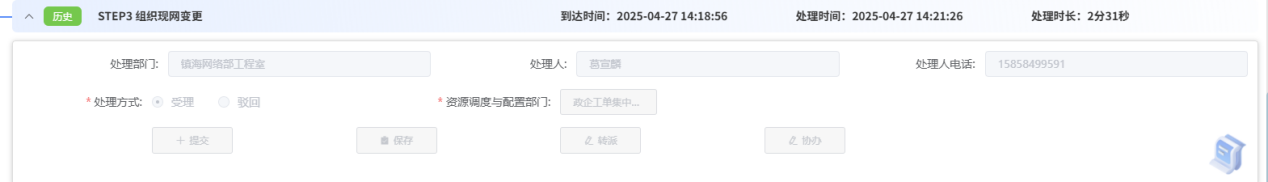 历史 STEP3 组织现网变更 到达时间：2025-04-27 14:18:56 处理时间：2025-04-27 14:21:26 处理时长：2分31秒
处理部门: 镇海网络部工程室 处理人: 葛宣麟 处理人电话: 15858499591
* 处理方式: 受理 驳回 * 资源调度与配置部门: 政企工单集中...
提交 保存 转派 协办